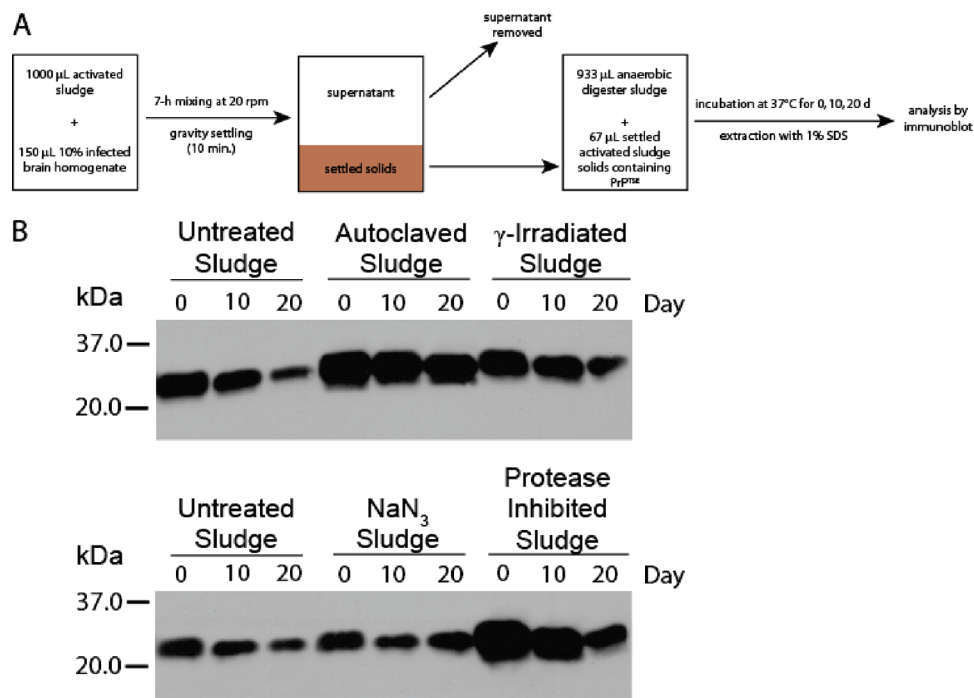 A
1000 µL activated
sludge
+
150 µL 10% infected
brain homogenate
7-h mixing at 20 rpm
gravity settling
(10 min.)
supernatant
settled solids
supernatant
removed
933 µL anaerobic
digester sludge
+
67 µL settled
activated sludge
solids containing
PrPᵀˢᴱ
incubation at 37°C for 0, 10, 20 d
extraction with 1% SDS
analysis by
immunoblot
B
Untreated
Sludge
Autoclaved
Sludge
γ-Irradiated
Sludge
kDa
0 10 20 0 10 20 0 10 20 Day
37.0
20.0
Untreated
Sludge
NaN₃
Sludge
Protease
Inhibited
Sludge
kDa
0 10 20 0 10 20 0 10 20 Day
37.0
20.0